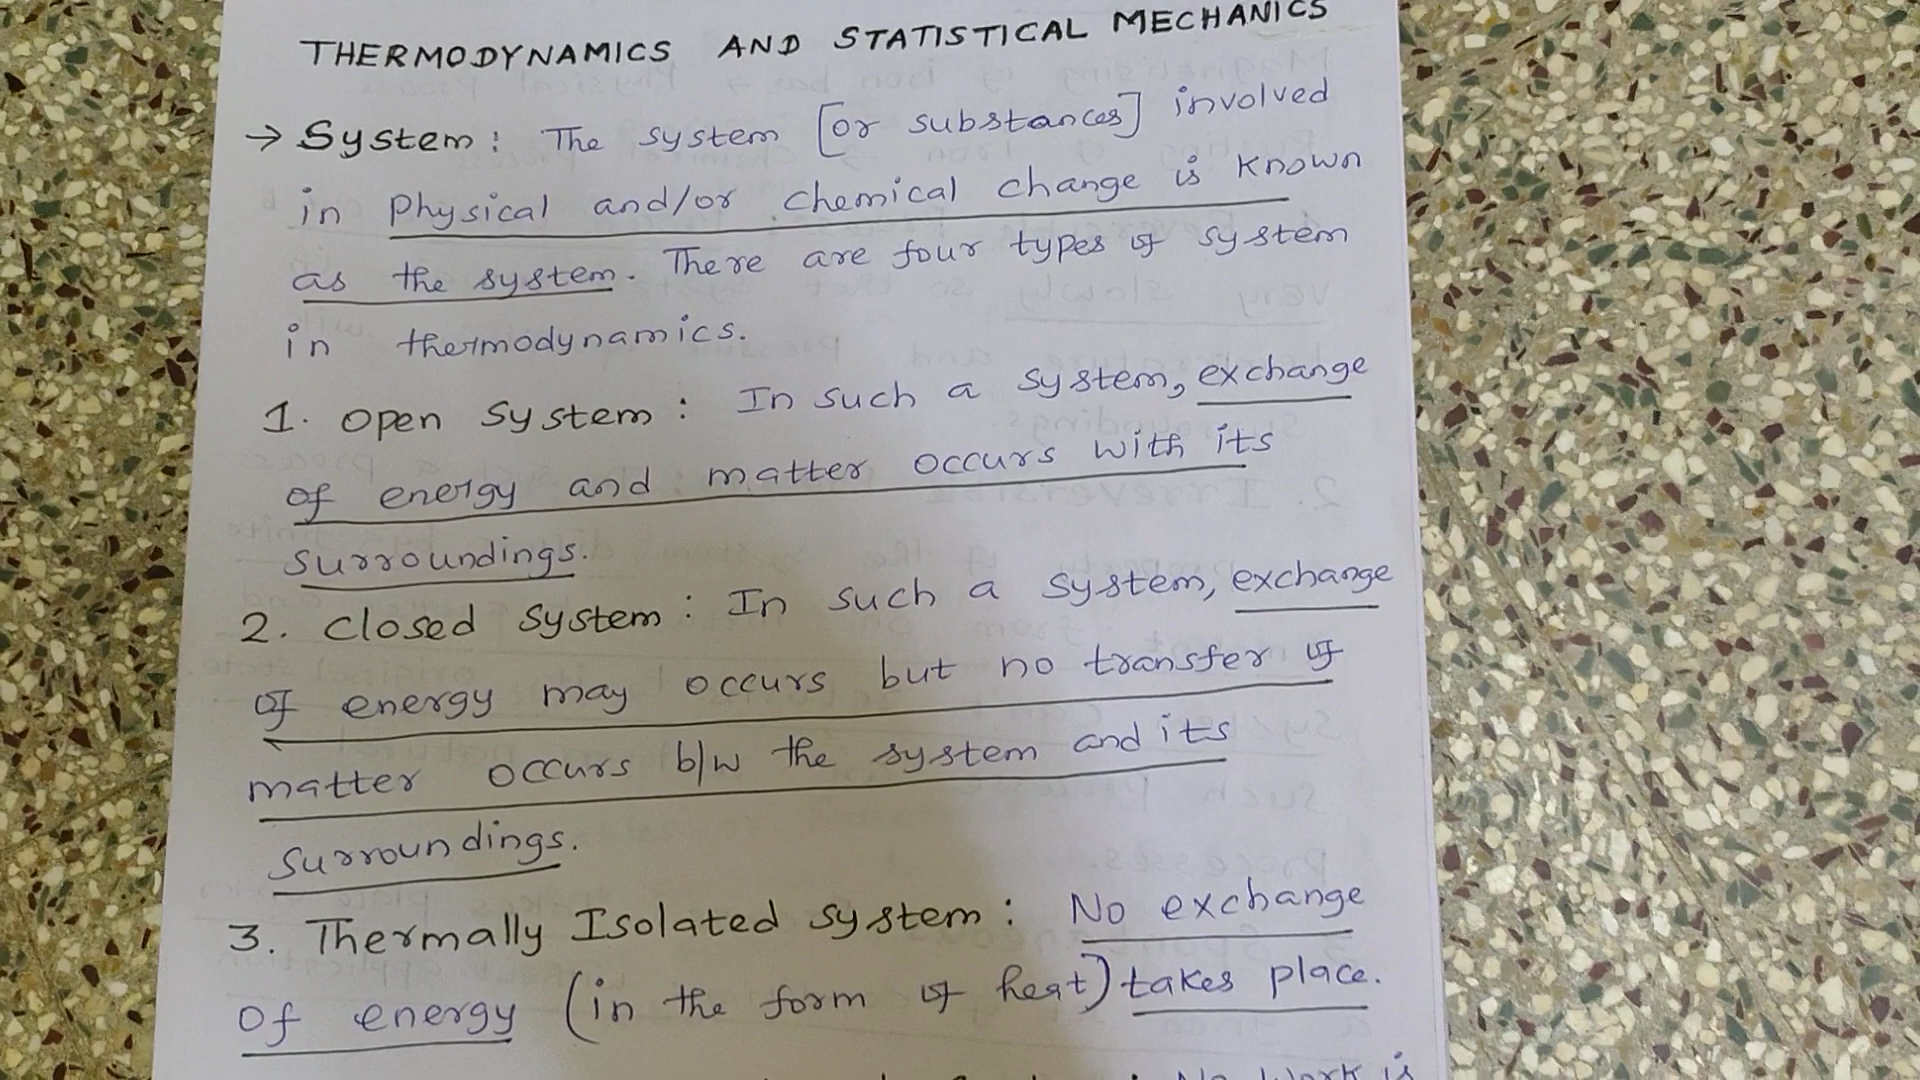 THERMODYNAMICS AND STATISTICAL MECHANICS
→ System: The system [or substances] involved
in physical and/or chemical change is known
as the system. There are four types of system
in thermodynamics.
1. Open System: In such a system, exchange
of energy and matter occurs with its
surroundings.
2. Closed System: In such a system, exchange
of energy may occurs but no transfer of
matter occurs b/w the system and its
surroundings.
3. Thermally Isolated system: No exchange
of energy (in the form of heat) takes place.
No Work is